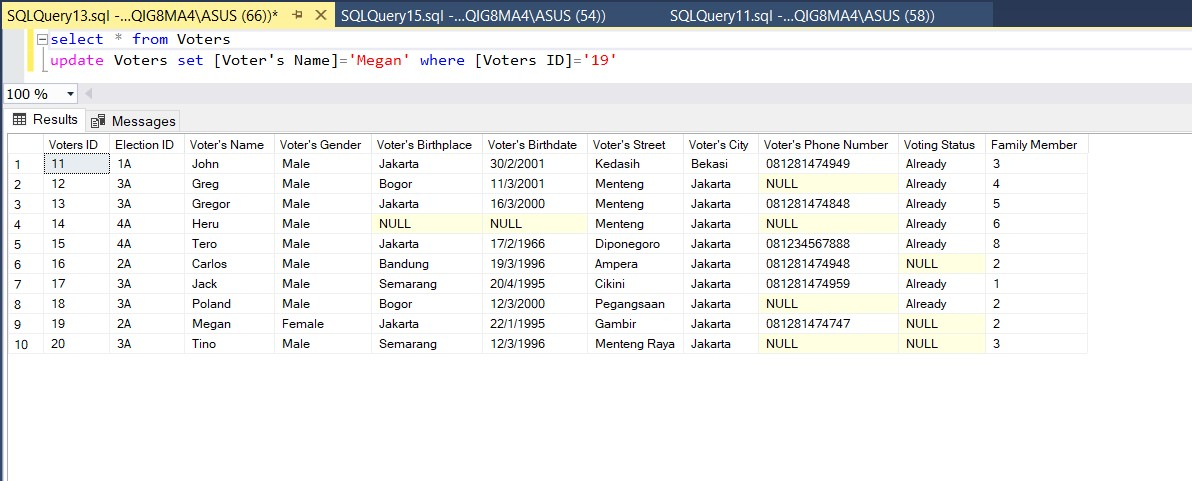 SQLQuery13.sql -...QIG8MA4\ASUS (66))* SQLQuery15.sql -...QIG8MA4\ASUS (54)) SQLQuery11.sql -...QIG8MA4\ASUS (58))
select * from Voters
update Voters set [Voter's Name]='Megan' where [Voters ID]='19'
100 %
Results Messages
Voters ID Election ID Voter's Name Voter's Gender Voter's Birthplace Voter's Birthdate Voter's Street Voter's City Voter's Phone Number Voting Status Family Member
1 11 1A John Male Jakarta 30/2/2001 Kedasih Bekasi 081281474949 Already 3
2 12 3A Greg Male Bogor 11/3/2001 Menteng Jakarta NULL Already 4
3 13 3A Gregor Male Jakarta 16/3/2000 Menteng Jakarta 081281474848 Already 5
4 14 4A Heru Male NULL NULL Menteng Jakarta NULL Already 6
5 15 4A Tero Male Jakarta 17/2/1966 Diponegoro Jakarta 081234567888 Already 8
6 16 2A Carlos Male Bandung 19/3/1996 Ampera Jakarta 081281474948 NULL 2
7 17 3A Jack Male Semarang 20/4/1995 Cikini Jakarta 081281474959 Already 1
8 18 3A Poland Male Bogor 12/3/2000 Pegangsaan Jakarta NULL Already 2
9 19 2A Megan Female Jakarta 22/1/1995 Gambir Jakarta 081281474747 NULL 2
10 20 3A Tino Male Semarang 12/3/1996 Menteng Raya Jakarta NULL NULL 3